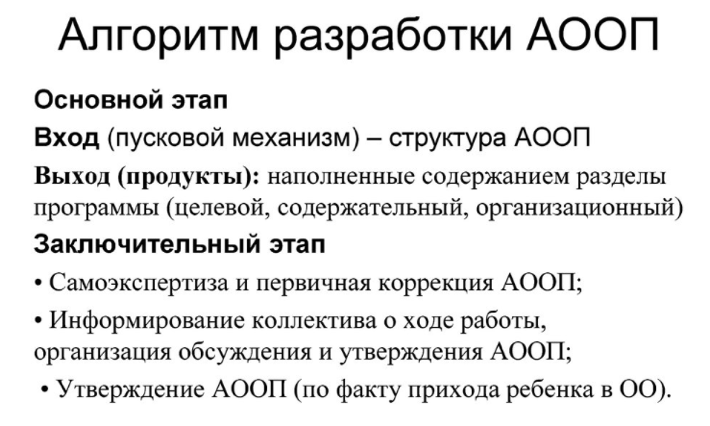 Алгоритм разработки АООП
Основной этап
Вход (пусковой механизм) – структура АООП
Выход (продукты): наполненные содержанием разделы
программы (целевой, содержательный, организационный)
Заключительный этап
• Самоэкспертиза и первичная коррекция АООП;
• Информирование коллектива о ходе работы,
организация обсуждения и утверждения АООП;
• Утверждение АООП (по факту прихода ребенка в ОО).